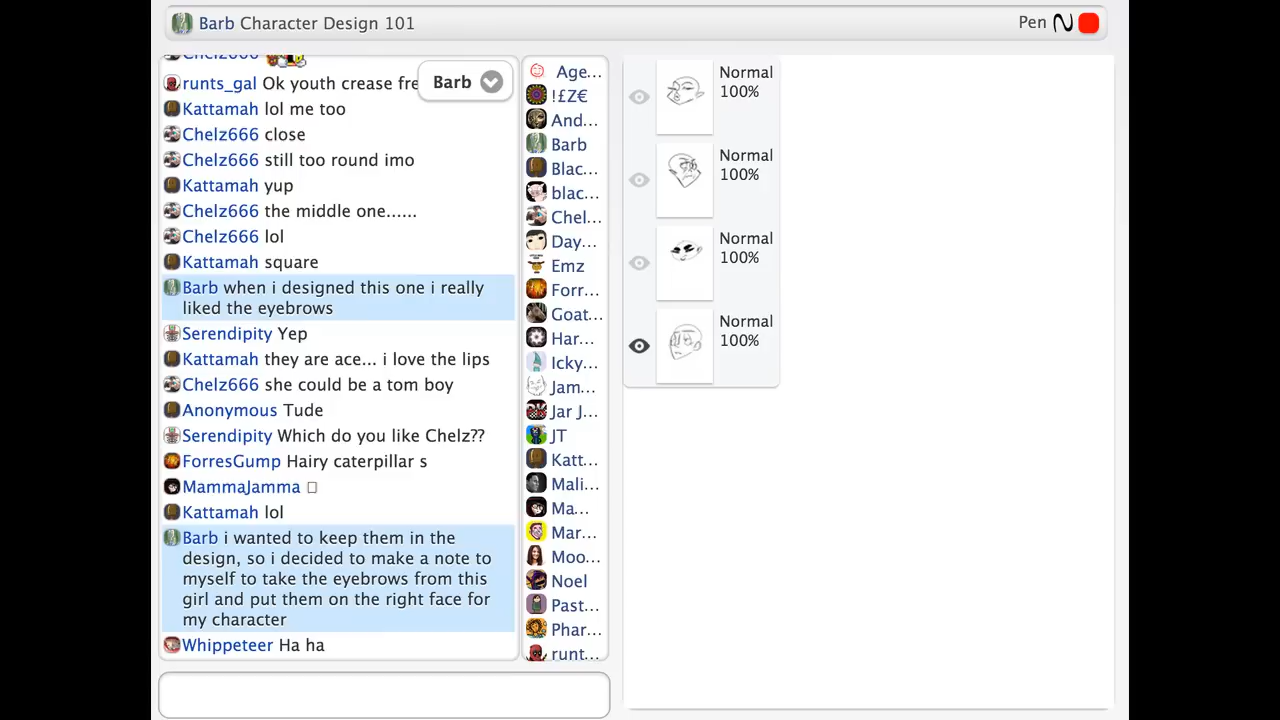 Barb Character Design 101
Pen
Chelz666
runts_gal Ok youth crease fre
Barb
Kattamah lol me too
Chelz666 close
Chelz666 still too round imo
Kattamah yup
Chelz666 the middle one......
Chelz666 lol
Kattamah square
Barb when i designed this one i really
liked the eyebrows
Serendipity Yep
Kattamah they are ace... i love the lips
Chelz666 she could be a tom boy
Anonymous Tude
Serendipity Which do you like Chelz??
ForresGump Hairy caterpillar s
MammaJamma
Kattamah lol
Barb i wanted to keep them in the
design, so i decided to make a note to
myself to take the eyebrows from this
girl and put them on the right face for
my character
Whippeteer Ha ha
Age...
!£Z€
And...
Barb
Blac...
blac...
Chel...
Day...
Emz
Forr...
Goat...
Har...
Icky...
Jam...
Jar J...
JT
Katt...
Mali...
Ma...
Mar...
Moo...
Noel
Past...
Phar...
runt...
Normal
100%
Normal
100%
Normal
100%
Normal
100%